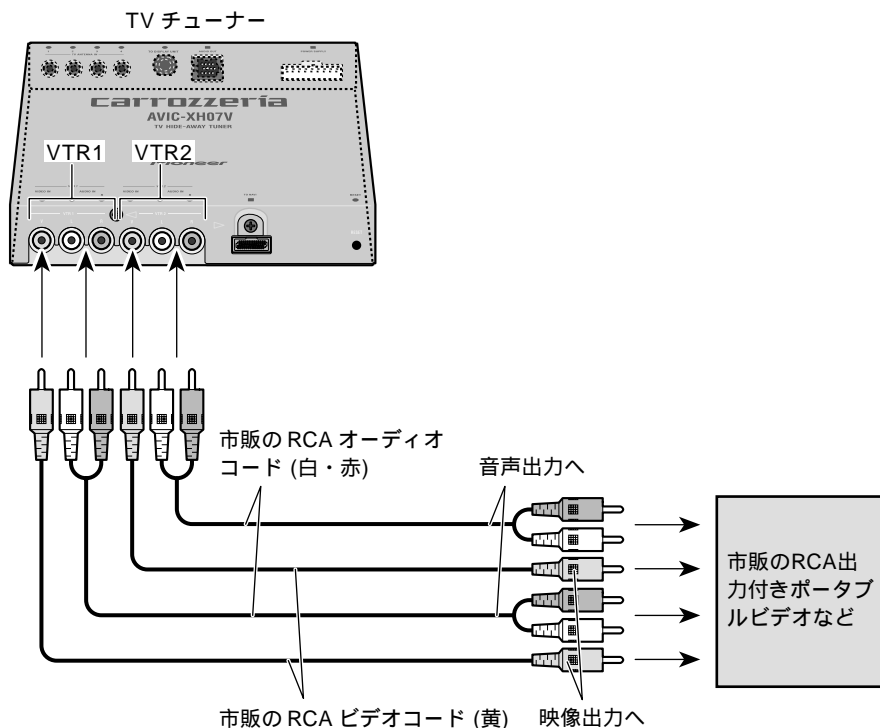 TV チューナー
carrozzeria
AVIC-XH07V
TV HIDE-AWAY TUNER
VTR1
VTR2
Pioneer
市販の RCA オーディオ
コード (白・赤)
音声出力へ
市販のRCA出
力付きポータブ
ルビデオなど
市販の RCA ビデオコード (黄)
映像出力へ